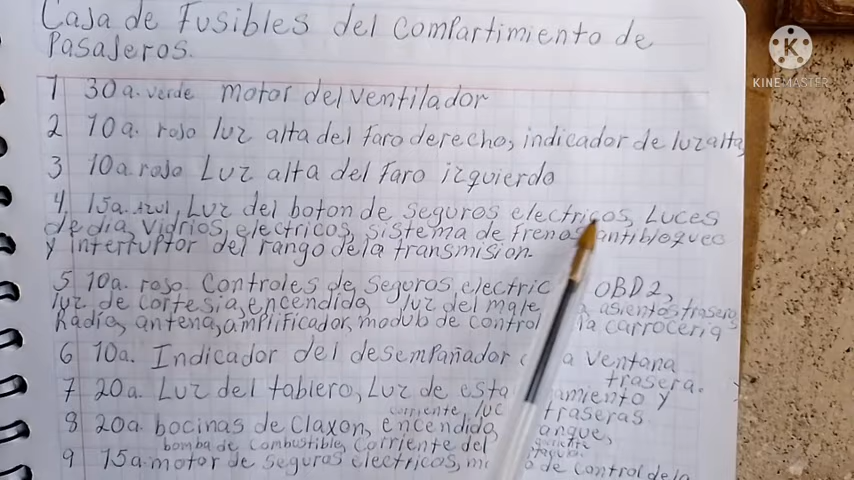 Caja de Fusibles del compartimiento de
Pasajeros.
1 30a. verde motor del ventilador
2 10a. rojo luz alta del faro derecho, indicador de luz alta,
3 10a rojo Luz alta del Faro izquierdo
4 15a. Azul, Luz del boton de seguros electricos, Luces
de dia, vidrios, electricos, sistema de Frenos antibloqueo
y interruptor del rango de la transmision.
5 10a. rojo. Controles de seguros electric OBD2,
luz de cortesia, encendido, luz del male asientos trasero
Radio, antena, amplificador, modulo de control la carroceria
6 10a. Indicador del desempañador a ventana
trasera.
7 20a. Luz del tablero, Luz de esta amiento y
corriente, luc traseras
8 20a. bocinas de Claxon, encendido, anque,
bomba de combustible, corriente del
9 15a motor de seguros electricos, de control de la
KINEMASTER